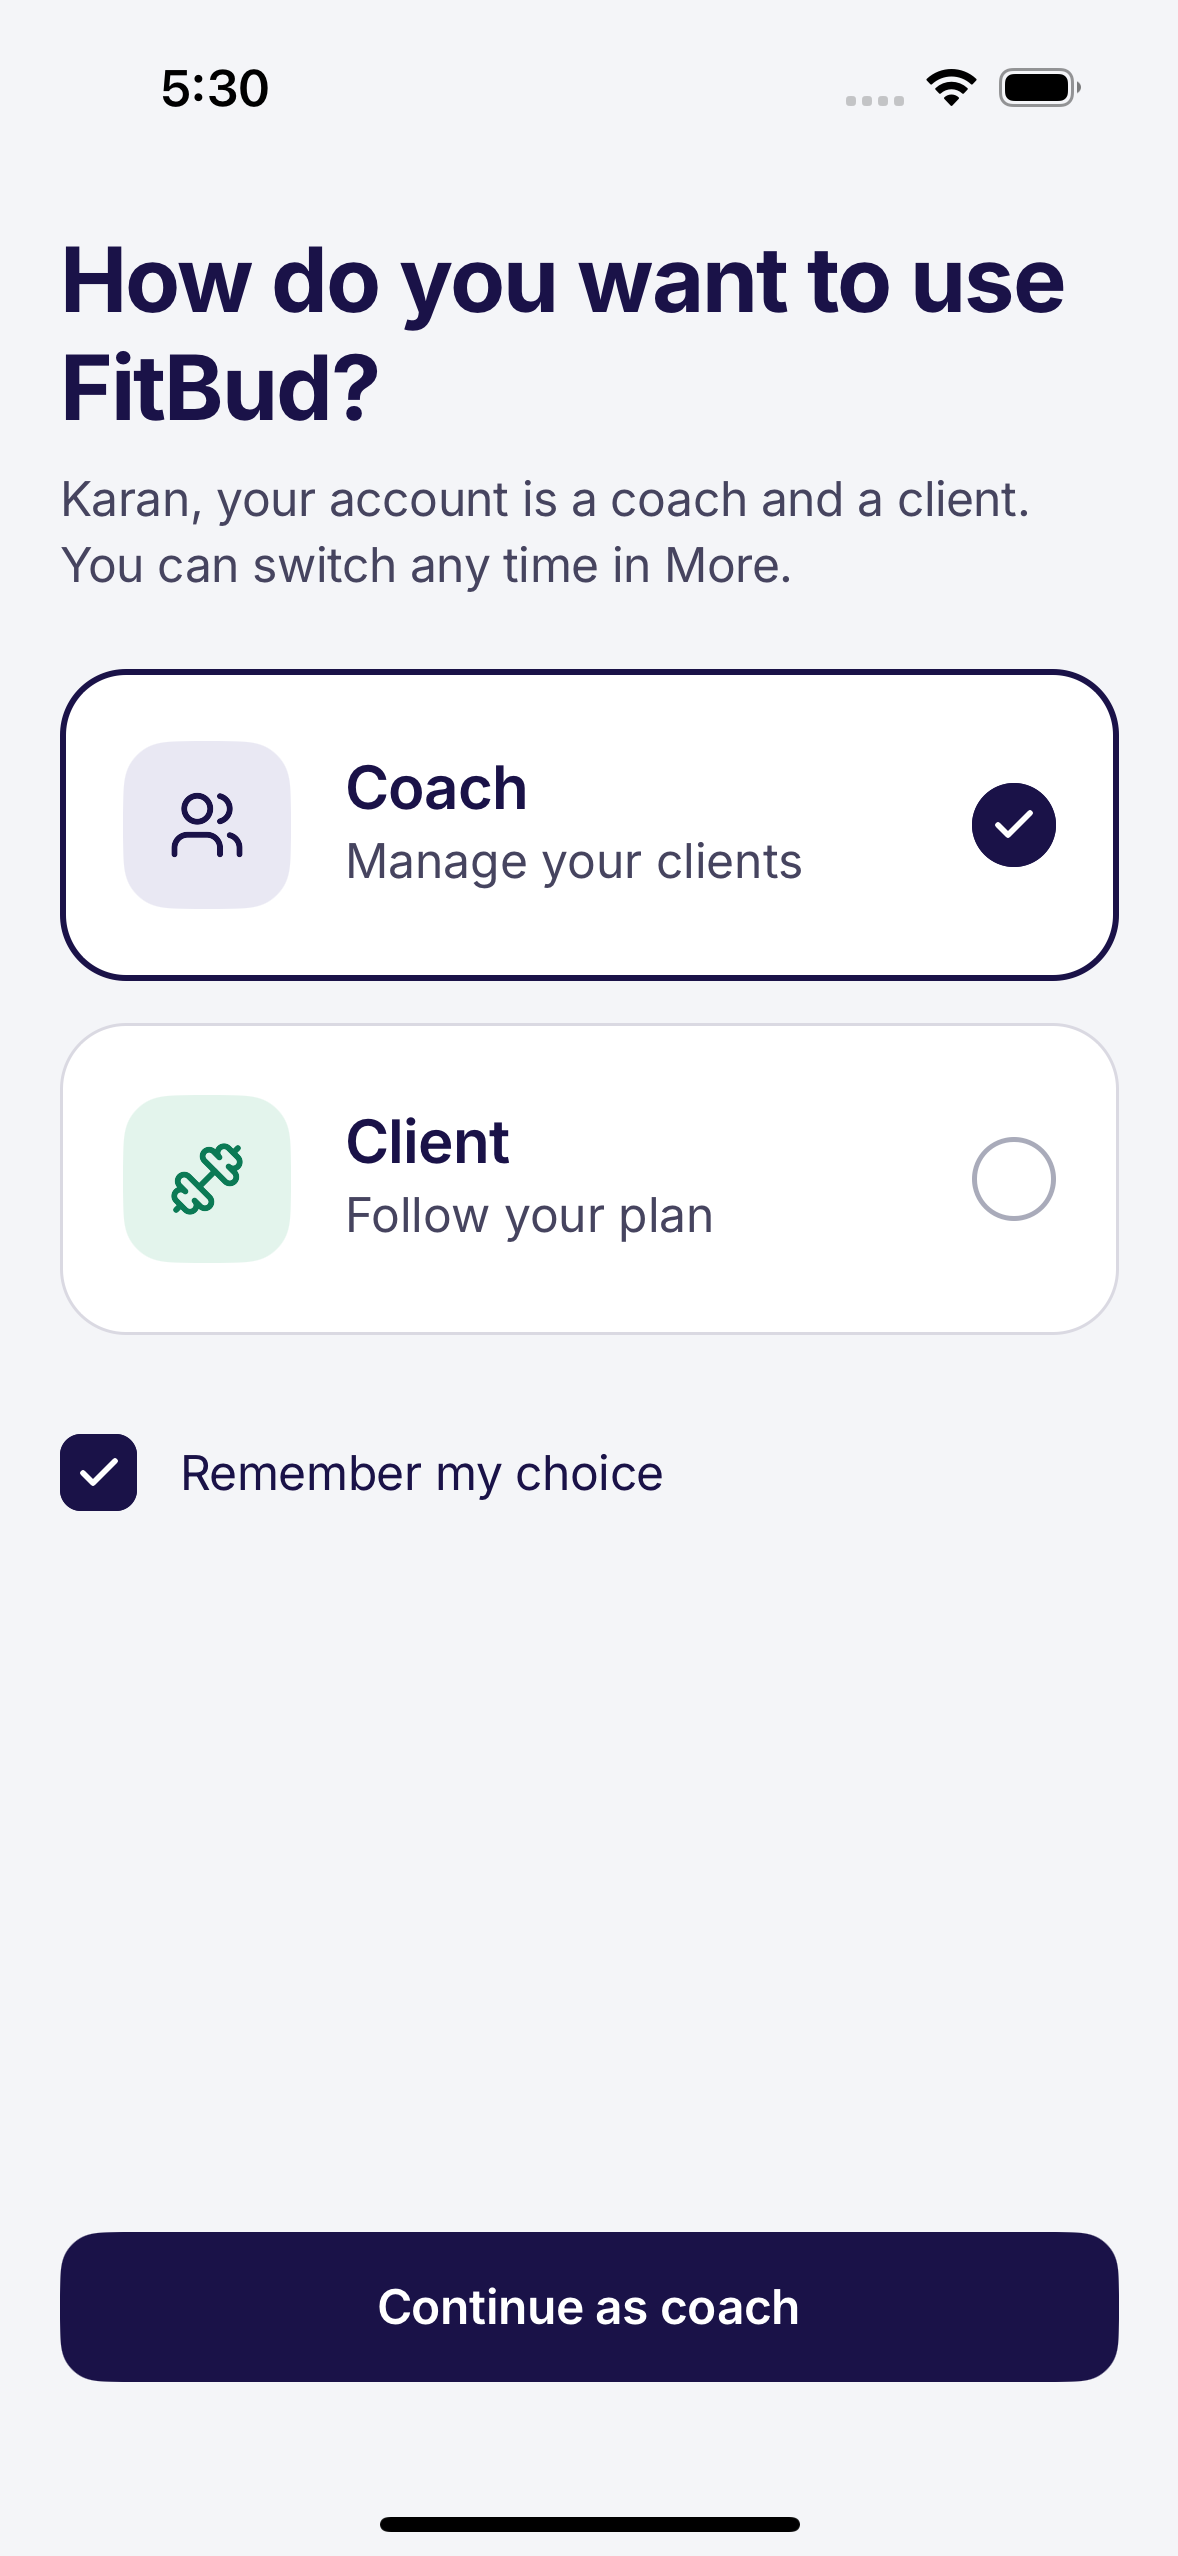 5:30
How do you want to use
FitBud?
Karan, your account is a coach and a client.
You can switch any time in More.
Coach
Manage your clients
Client
Follow your plan
Remember my choice
Continue as coach